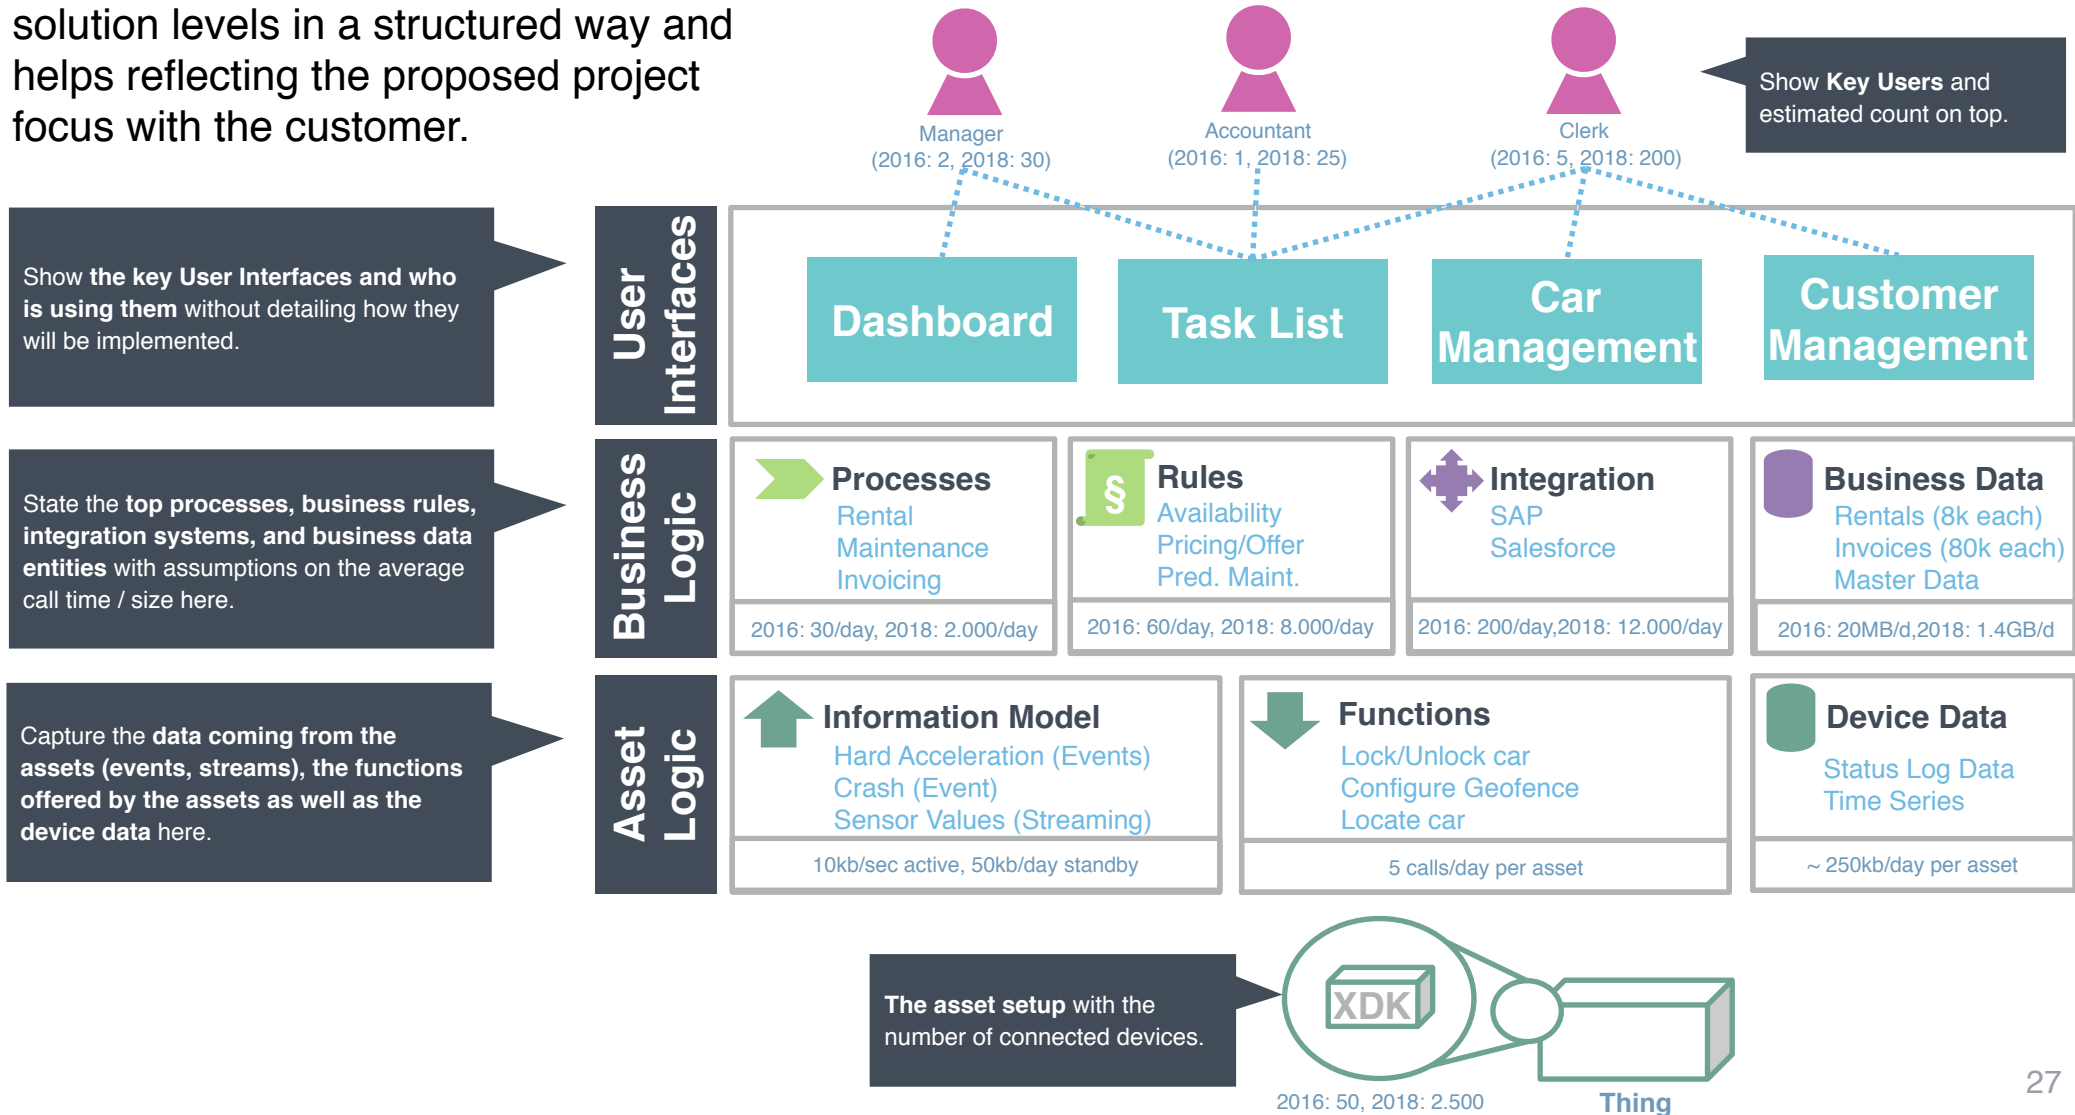 solution levels in a structured way and
helps reflecting the proposed project
focus with the customer.
Manager
(2016: 2, 2018: 30)
Accountant
(2016: 1, 2018: 25)
Clerk
(2016: 5, 2018: 200)
Show Key Users and
estimated count on top.
Show the key User Interfaces and who
is using them without detailing how they
will be implemented.
User
Interfaces
Dashboard
Task List
Car
Management
Customer
Management
State the top processes, business rules,
integration systems, and business data
entities with assumptions on the average
call time / size here.
Business
Logic
Processes
Rental
Maintenance
Invoicing
2016: 30/day, 2018: 2.000/day
§
Rules
Availability
Pricing/Offer
Pred. Maint.
2016: 60/day, 2018: 8.000/day
Integration
SAP
Salesforce
2016: 200/day,2018: 12.000/day
Business Data
Rentals (8k each)
Invoices (80k each)
Master Data
2016: 20MB/d,2018: 1.4GB/d
Capture the data coming from the
assets (events, streams), the functions
offered by the assets as well as the
device data here.
Asset
Logic
Information Model
Hard Acceleration (Events)
Crash (Event)
Sensor Values (Streaming)
10kb/sec active, 50kb/day standby
Functions
Lock/Unlock car
Configure Geofence
Locate car
5 calls/day per asset
Device Data
Status Log Data
Time Series
~ 250kb/day per asset
The asset setup with the
number of connected devices.
XDK
2016: 50, 2018: 2.500
Thing
27